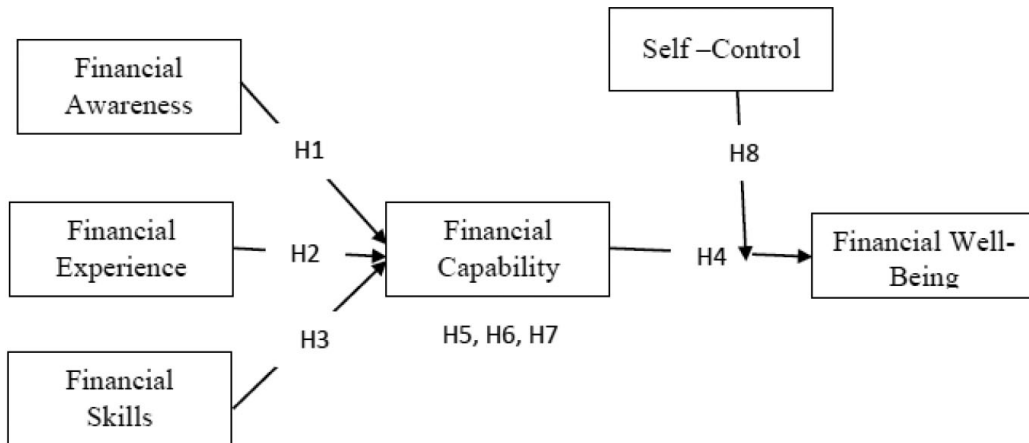 Financial
Awareness
Self –Control
H1
H8
Financial
Experience
H2
Financial
Capability
H4
Financial Well-
Being
H3
H5, H6, H7
Financial
Skills